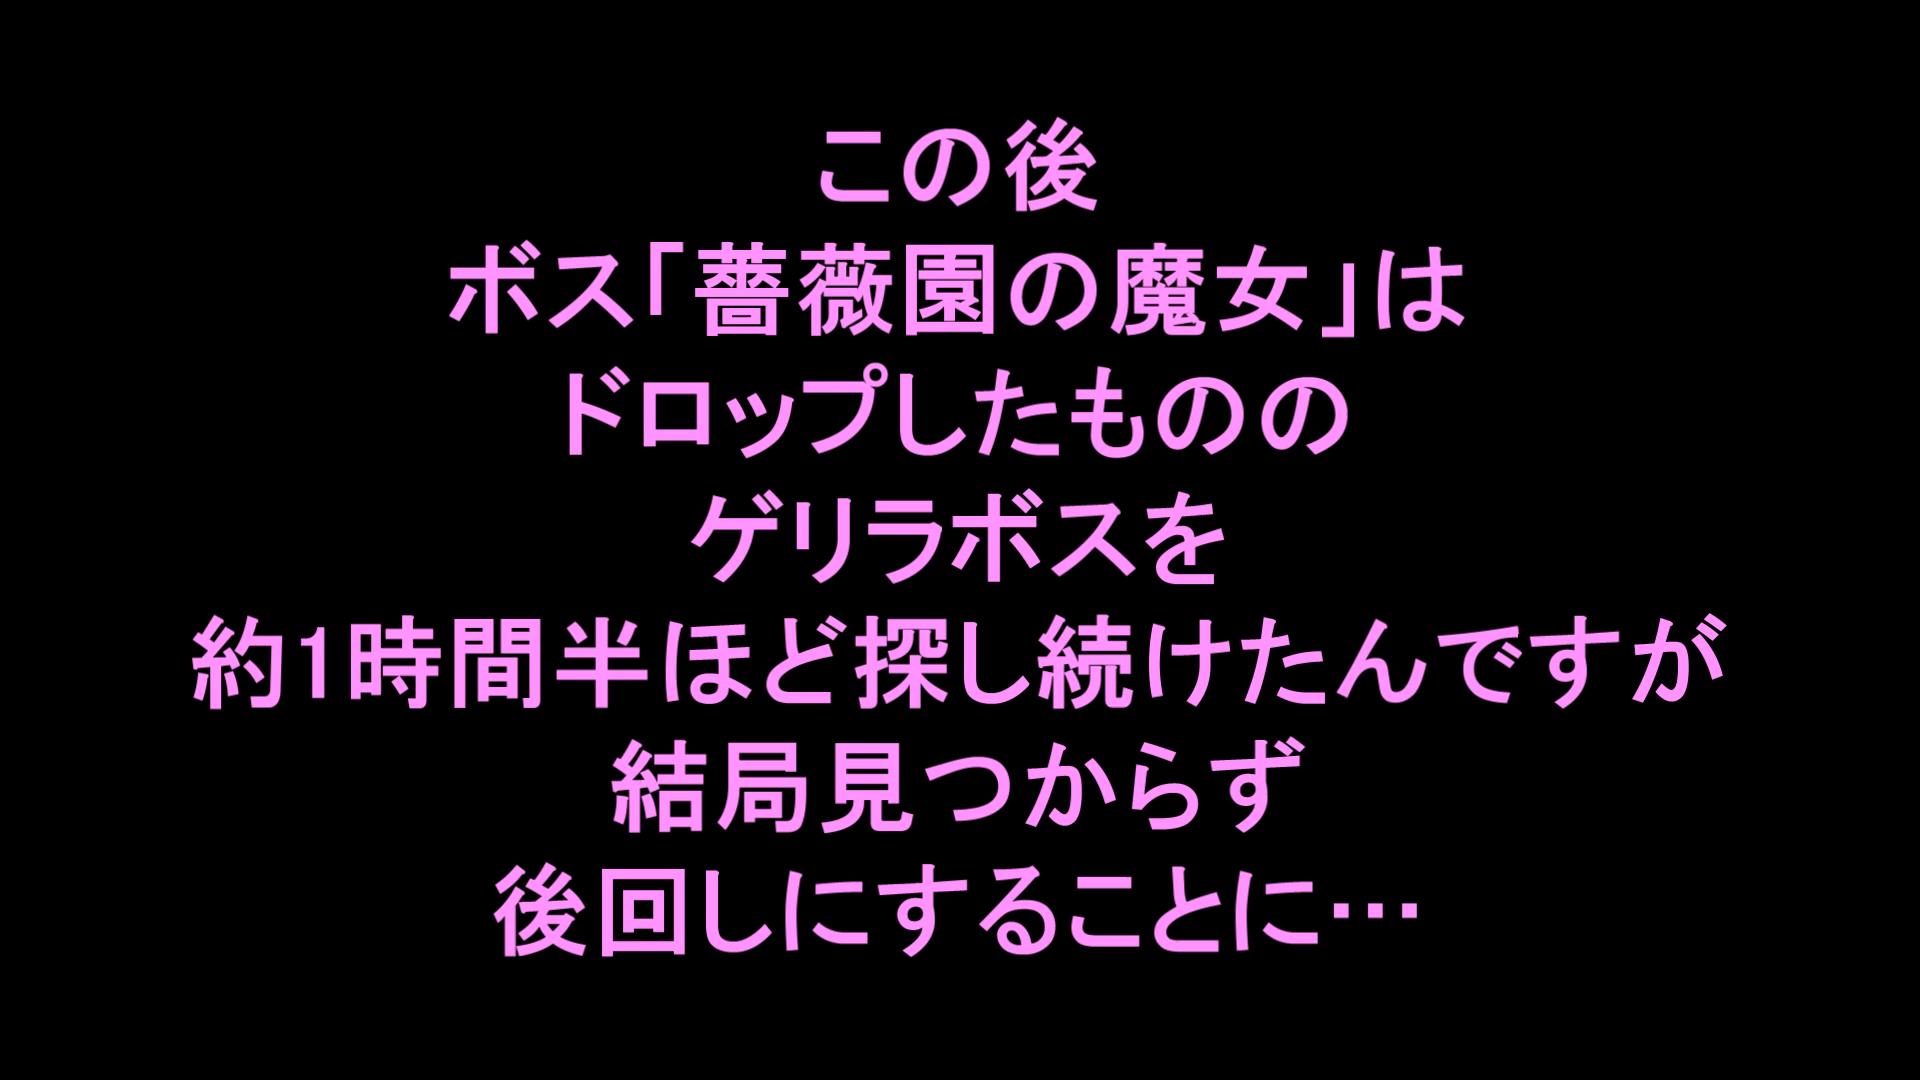 この後
ボス「薔薇園の魔女」は
ドロップしたものの
ゲリラボスを
約1時間半ほど探し続けたんですが
結局見つからず
後回しにすることに…